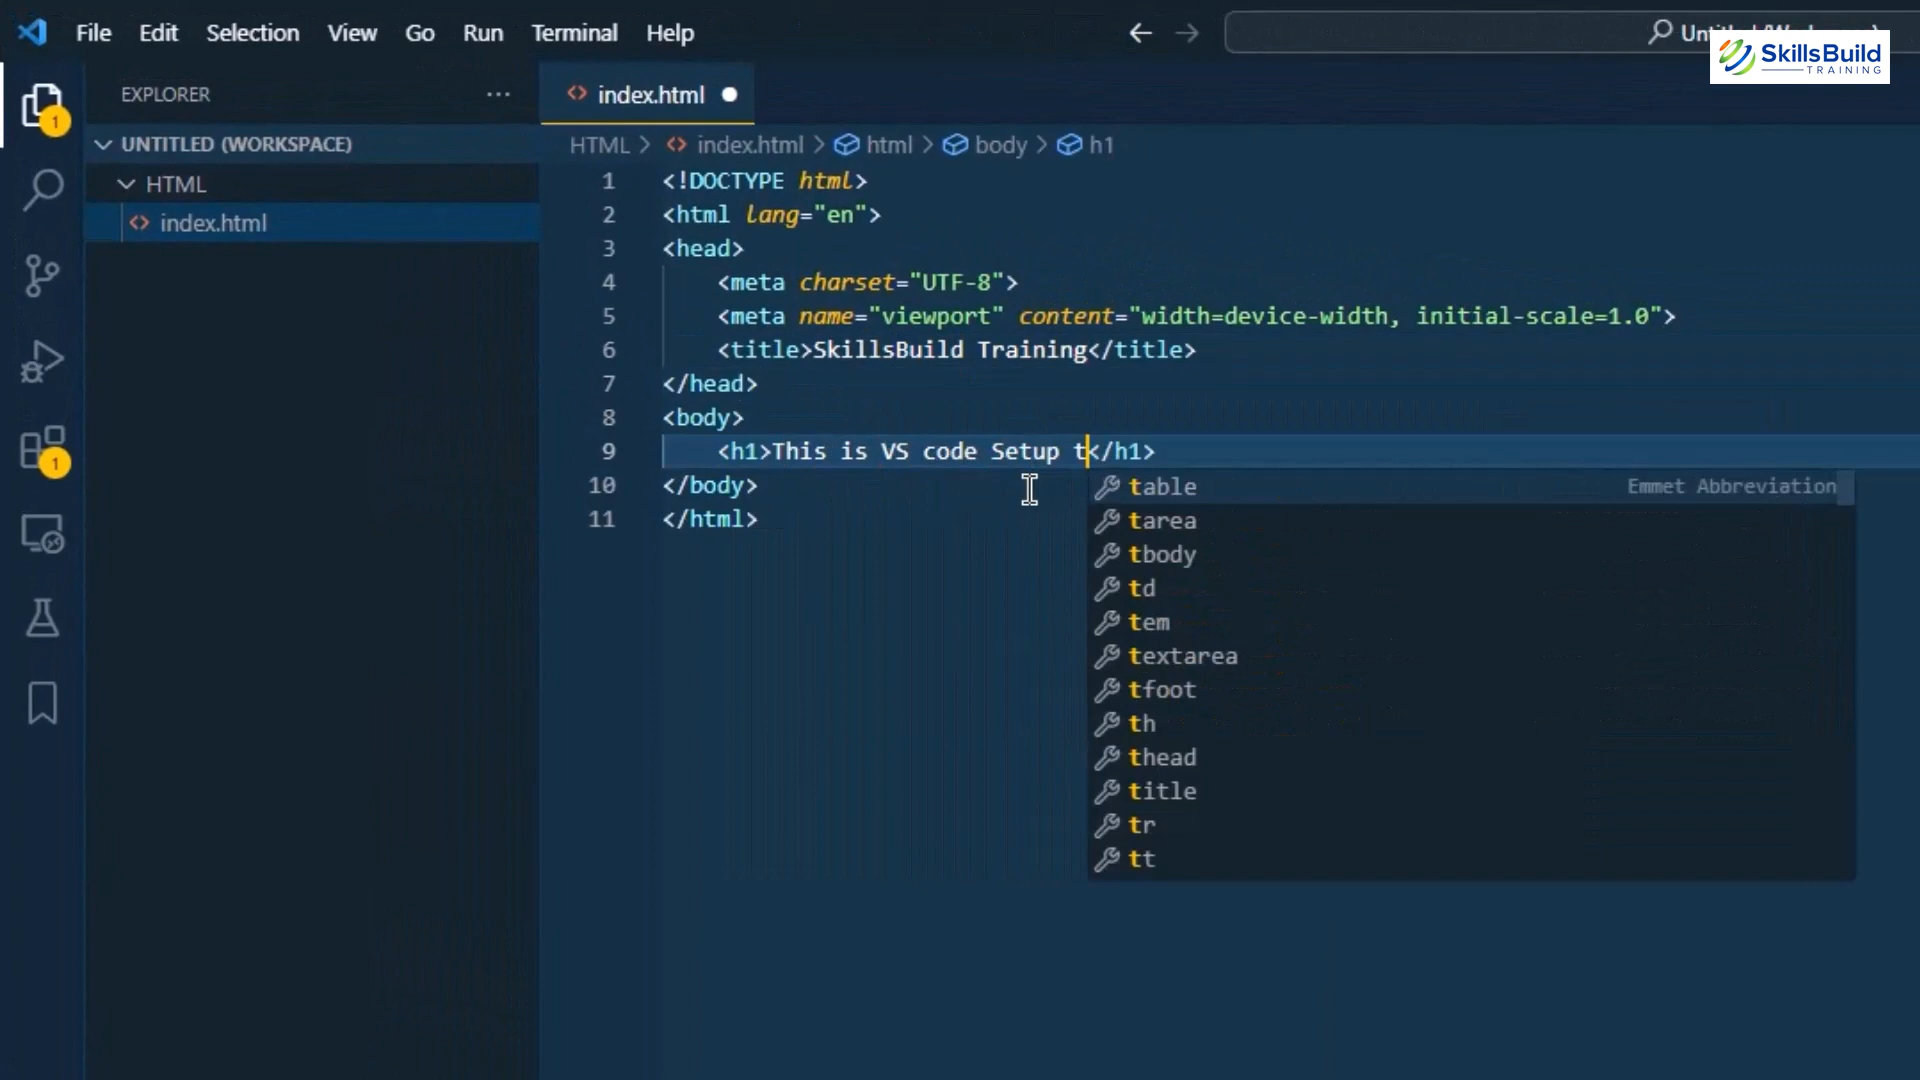 File Edit Selection View Go Run Terminal Help
SkillsBuild
TRAINING
EXPLORER ···
index.html
1
UNTITLED (WORKSPACE)
HTML > index.html > html > body > h1
HTML
index.html
1 <!DOCTYPE html>
2 <html lang="en">
3 <head>
4 <meta charset="UTF-8">
5 <meta name="viewport" content="width=device-width, initial-scale=1.0">
6 <title>SkillsBuild Training</title>
7 </head>
8 <body>
9 <h1>This is VS code Setup t</h1>
10 </body>
11 </html>
1
table Emmet Abbreviation
tarea
tbody
td
tem
textarea
tfoot
th
thead
title
tr
tt